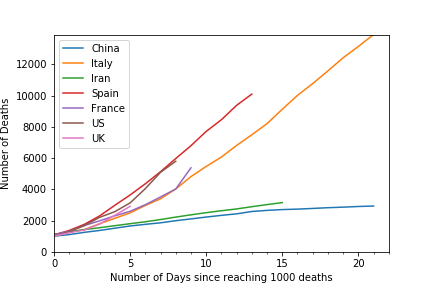 China
Italy
Iran
Spain
France
US
UK
12000
10000
8000
6000
4000
2000
0
Number of Deaths
0 5 10 15 20
Number of Days since reaching 1000 deaths